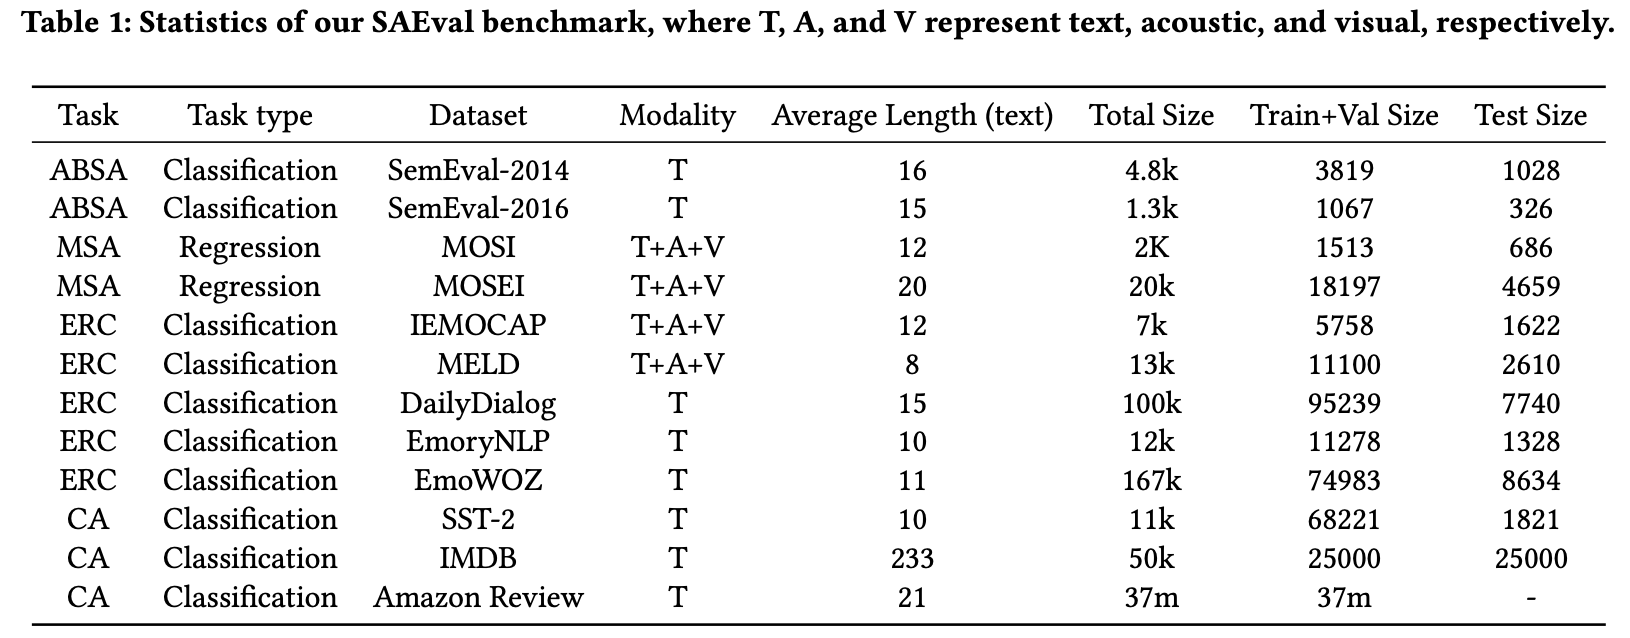 Table 1: Statistics of our SAEval benchmark, where T, A, and V represent text, acoustic, and visual, respectively.
Task Task type Dataset Modality Average Length (text) Total Size Train+Val Size Test Size
ABSA Classification SemEval-2014 T 16 4.8k 3819 1028
ABSA Classification SemEval-2016 T 15 1.3k 1067 326
MSA Regression MOSI T+A+V 12 2K 1513 686
MSA Regression MOSEI T+A+V 20 20k 18197 4659
ERC Classification IEMOCAP T+A+V 12 7k 5758 1622
ERC Classification MELD T+A+V 8 13k 11100 2610
ERC Classification DailyDialog T 15 100k 95239 7740
ERC Classification EmoryNLP T 10 12k 11278 1328
ERC Classification EmoWOZ T 11 167k 74983 8634
CA Classification SST-2 T 10 11k 68221 1821
CA Classification IMDB T 233 50k 25000 25000
CA Classification Amazon Review T 21 37m 37m -